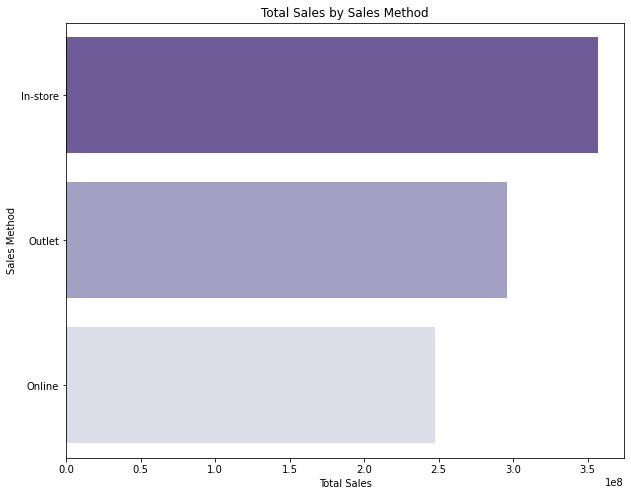 Total Sales by Sales Method
Sales Method
In-store
Outlet
Online
0.0 0.5 1.0 1.5 2.0 2.5 3.0 3.5
1e8
Total Sales